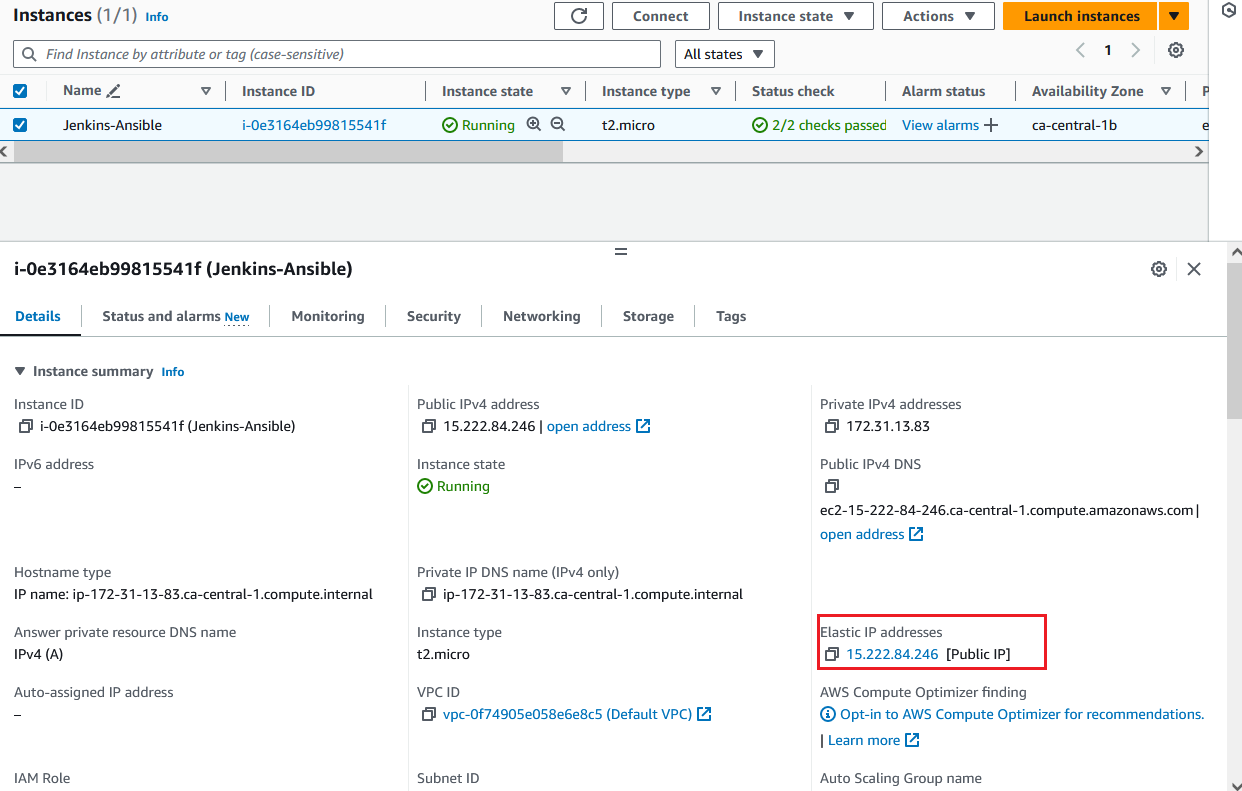 Instances (1/1) Info
Connect
Instance state
Actions
Launch instances
Find Instance by attribute or tag (case-sensitive)
All states
1
Name
Instance ID
Instance state
Instance type
Status check
Alarm status
Availability Zone
P
Jenkins-Ansible
i-0e3164eb99815541f
Running
t2.micro
2/2 checks passed
View alarms +
ca-central-1b
e
i-0e3164eb99815541f (Jenkins-Ansible)
Details
Status and alarms New
Monitoring
Security
Networking
Storage
Tags
Instance summary Info
Instance ID
i-0e3164eb99815541f (Jenkins-Ansible)
Public IPv4 address
15.222.84.246 | open address
Private IPv4 addresses
172.31.13.83
IPv6 address
–
Instance state
Running
Public IPv4 DNS
ec2-15-222-84-246.ca-central-1.compute.amazonaws.com |
open address
Hostname type
IP name: ip-172-31-13-83.ca-central-1.compute.internal
Private IP DNS name (IPv4 only)
ip-172-31-13-83.ca-central-1.compute.internal
Answer private resource DNS name
IPv4 (A)
Instance type
t2.micro
Elastic IP addresses
15.222.84.246 [Public IP]
Auto-assigned IP address
–
VPC ID
vpc-0f74905e058e6e8c5 (Default VPC)
AWS Compute Optimizer finding
Opt-in to AWS Compute Optimizer for recommendations.
| Learn more
IAM Role
Subnet ID
Auto Scaling Group name